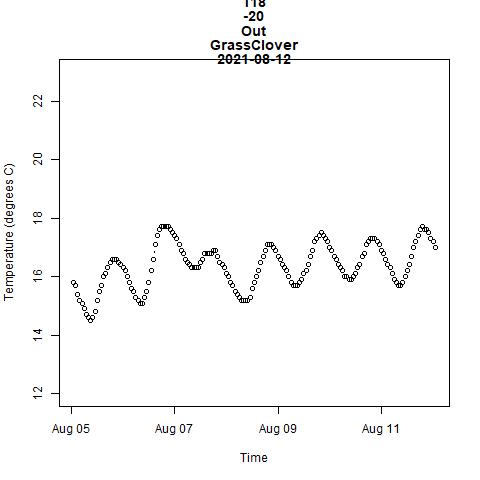 T18
-20
Out
GrassClover
2021-08-12
22
20
18
16
14
12
Temperature (degrees C)
Aug 05
Aug 07
Aug 09
Aug 11
Time